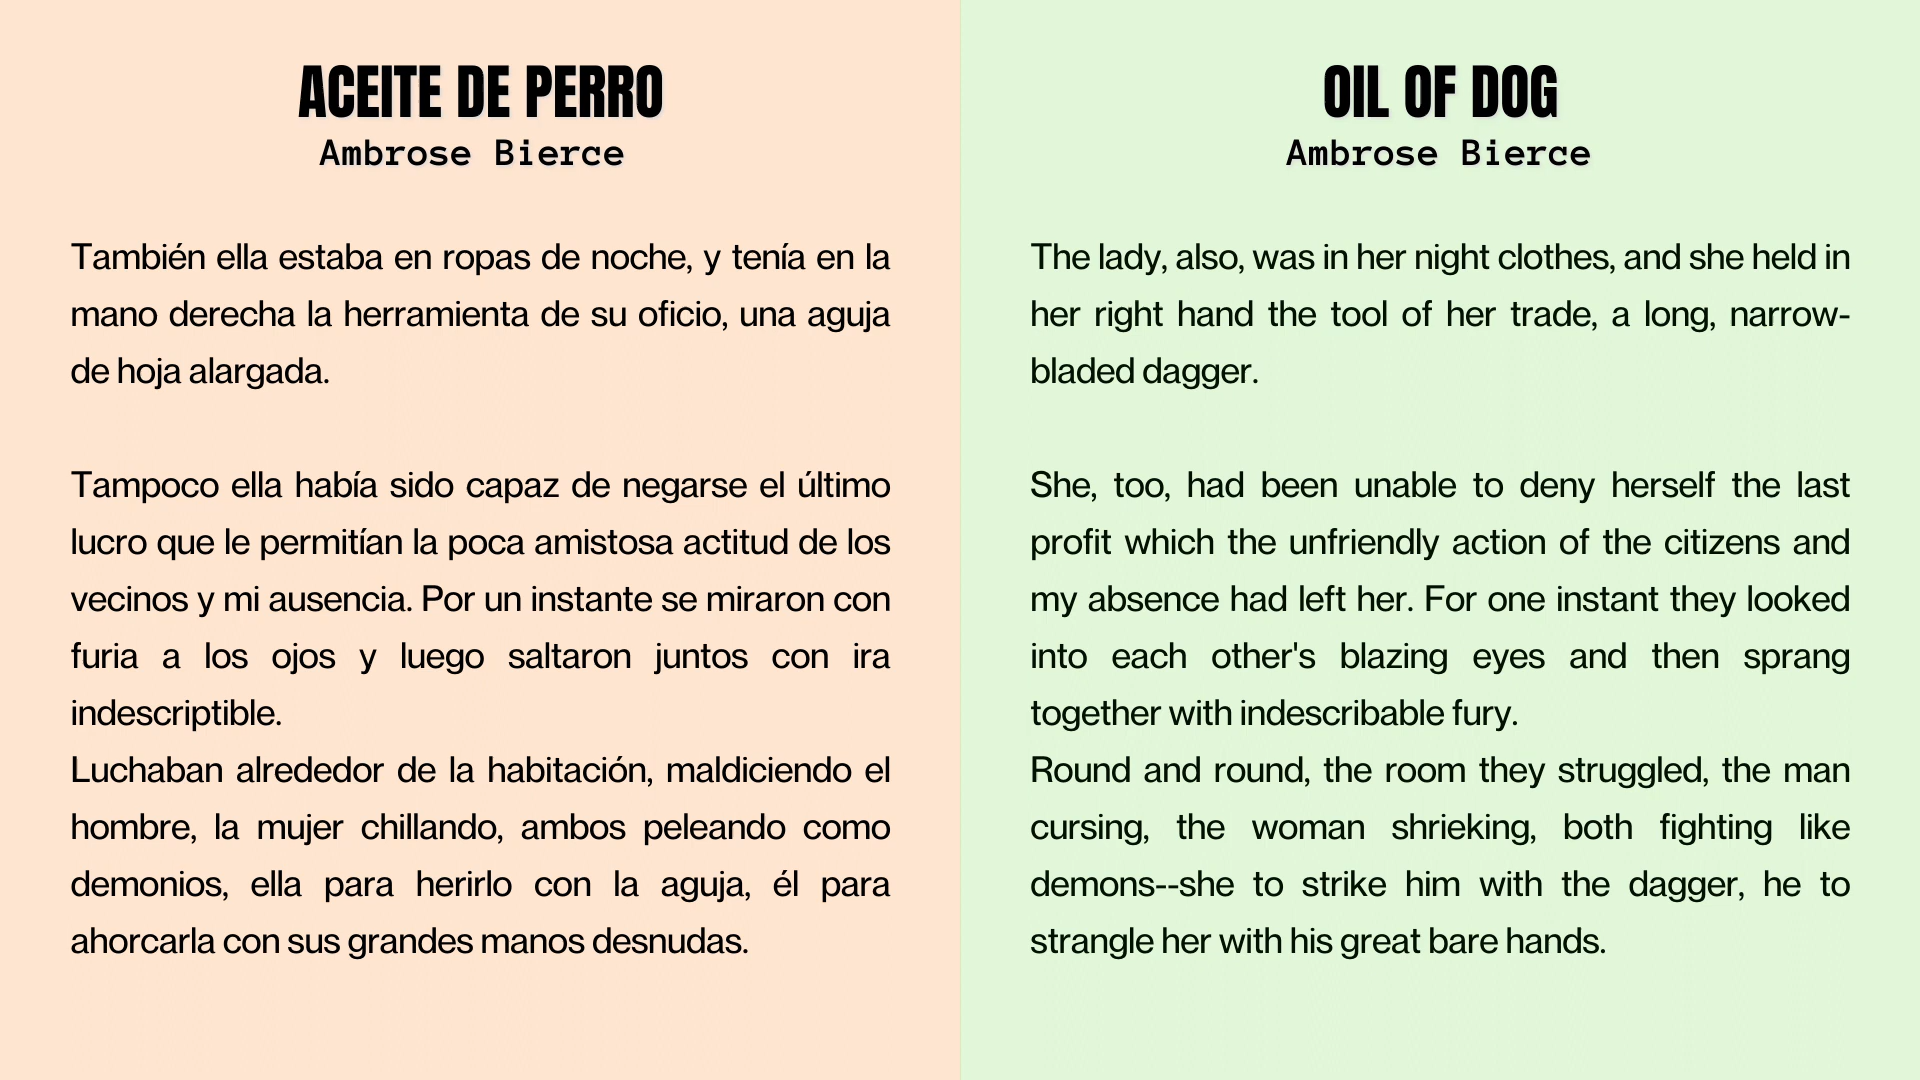 ACEITE DE PERRO
Ambrose Bierce
También ella estaba en ropas de noche, y tenía en la
mano derecha la herramienta de su oficio, una aguja
de hoja alargada.
Tampoco ella había sido capaz de negarse el último
lucro que le permitían la poca amistosa actitud de los
vecinos y mi ausencia. Por un instante se miraron con
furia a los ojos y luego saltaron juntos con ira
indescriptible.
Luchaban alrededor de la habitación, maldiciendo el
hombre, la mujer chillando, ambos peleando como
demonios, ella para herirlo con la aguja, él para
ahorcarla con sus grandes manos desnudas.
OIL OF DOG
Ambrose Bierce
The lady, also, was in her night clothes, and she held in
her right hand the tool of her trade, a long, narrow-
bladed dagger.
She, too, had been unable to deny herself the last
profit which the unfriendly action of the citizens and
my absence had left her. For one instant they looked
into each other's blazing eyes and then sprang
together with indescribable fury.
Round and round, the room they struggled, the man
cursing, the woman shrieking, both fighting like
demons--she to strike him with the dagger, he to
strangle her with his great bare hands.